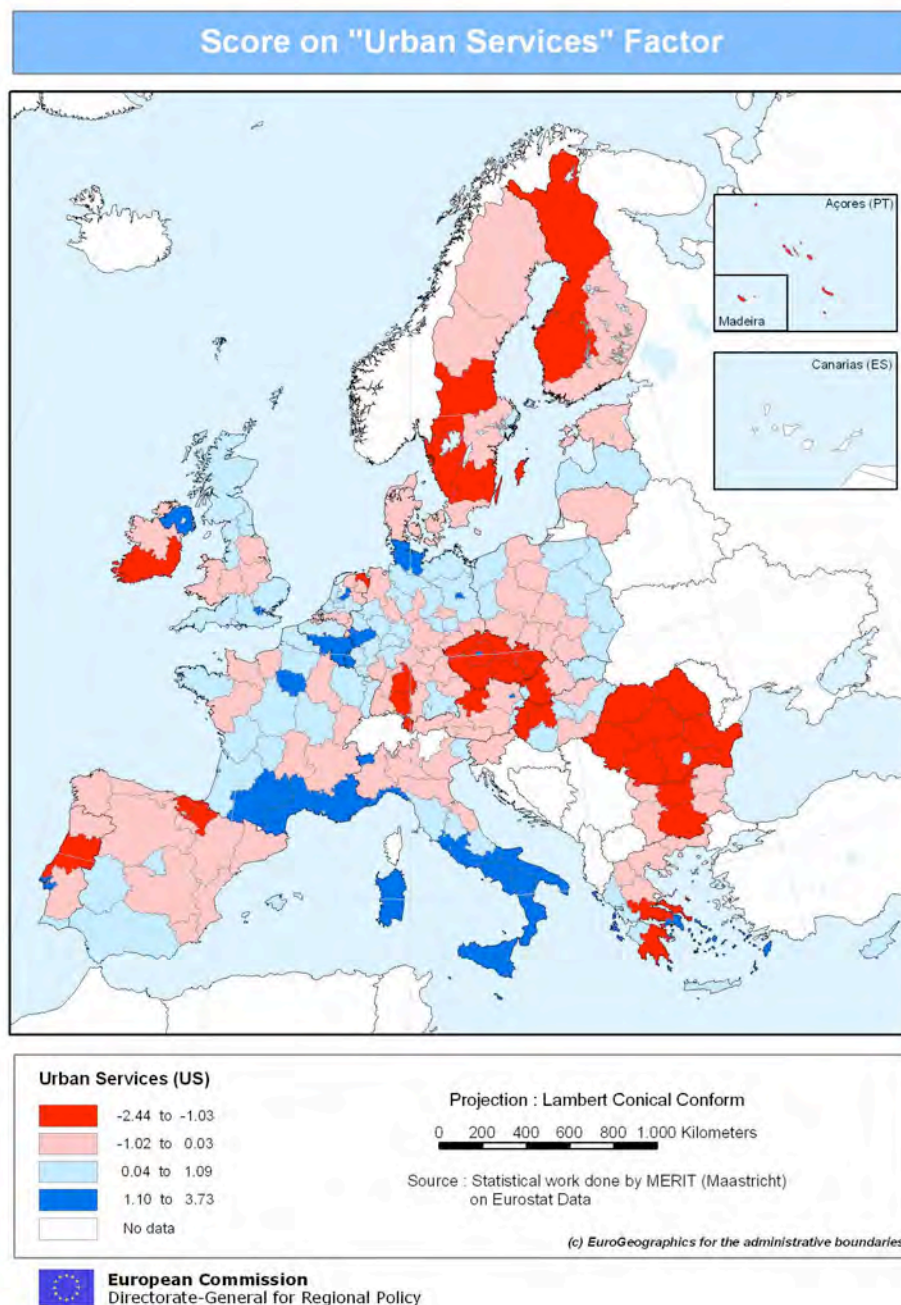 Score on "Urban Services" Factor
Açores (PT)
Madeira
Canarias (ES)
Urban Services (US)
-2.44 to -1.03
-1.02 to 0.03
0.04 to 1.09
1.10 to 3.73
No data
Projection : Lambert Conical Conform
0 200 400 600 800 1.000 Kilometers
Source : Statistical work done by MERIT (Maastricht)
on Eurostat Data
(c) EuroGeographics for the administrative boundaries
European Commission
Directorate-General for Regional Policy